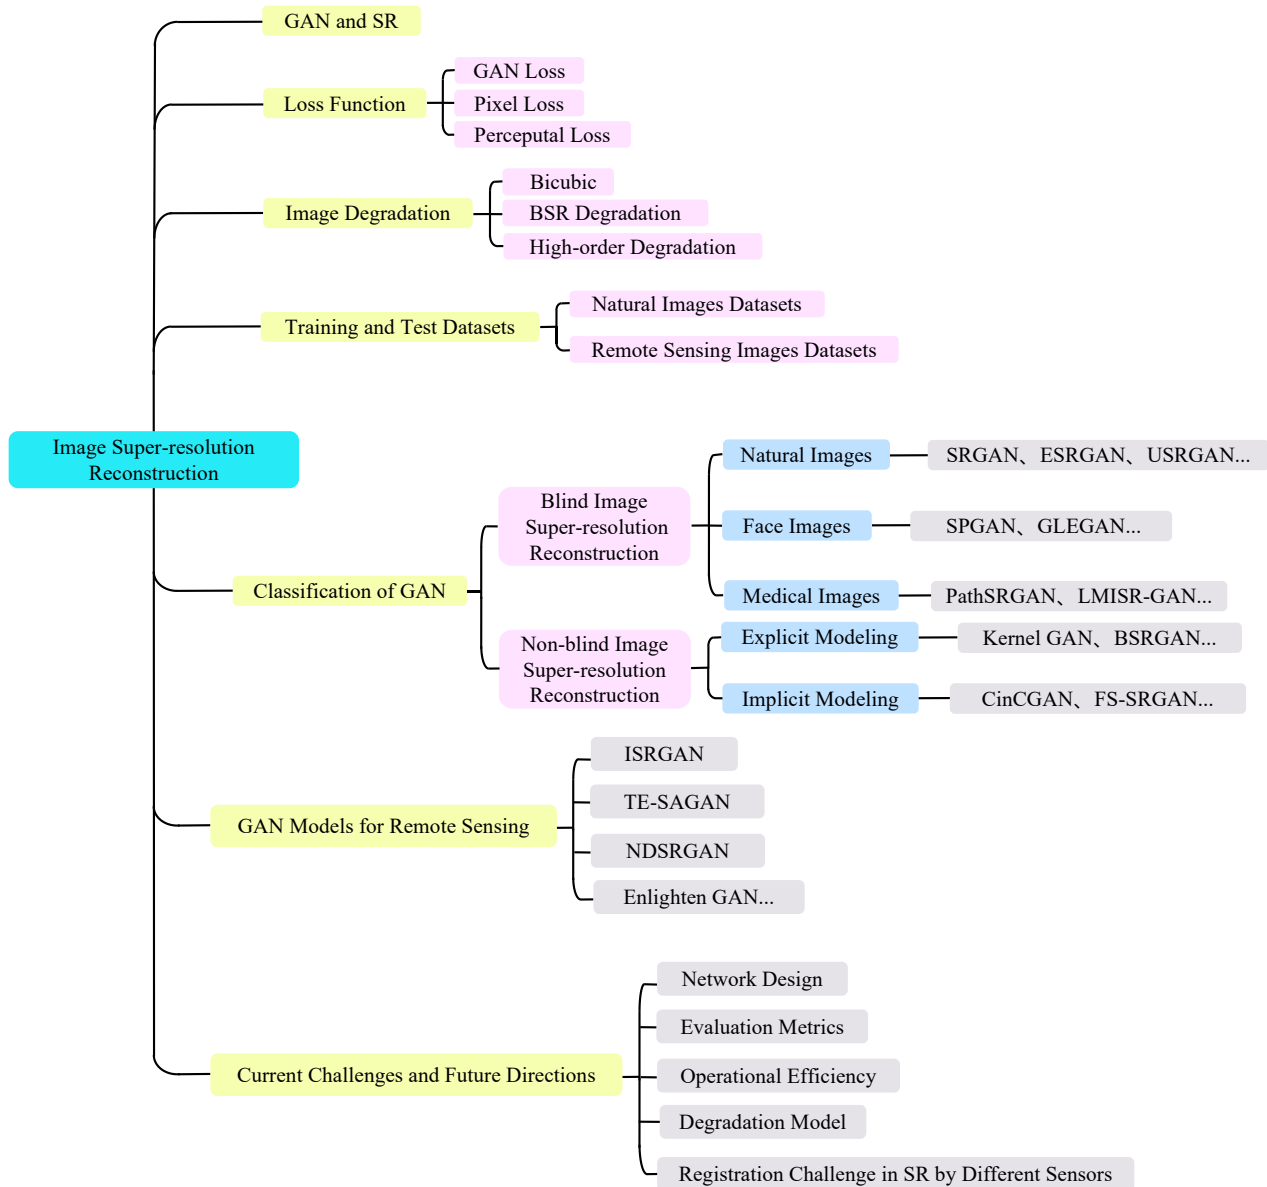 GAN and SR
Loss Function
GAN Loss
Pixel Loss
Perceputal Loss
Image Degradation
Bicubic
BSR Degradation
High-order Degradation
Training and Test Datasets
Natural Images Datasets
Remote Sensing Images Datasets
Image Super-resolution
Reconstruction
Classification of GAN
Blind Image
Super-resolution
Reconstruction
Natural Images
SRGAN、ESRGAN、USRGAN...
Face Images
SPGAN、GLEGAN...
Medical Images
PathSRGAN、LMISR-GAN...
Non-blind Image
Super-resolution
Reconstruction
Explicit Modeling
Kernel GAN、BSRGAN...
Implicit Modeling
CinCGAN、FS-SRGAN...
GAN Models for Remote Sensing
ISRGAN
TE-SAGAN
NDSRGAN
Enlighten GAN...
Current Challenges and Future Directions
Network Design
Evaluation Metrics
Operational Efficiency
Degradation Model
Registration Challenge in SR by Different Sensors